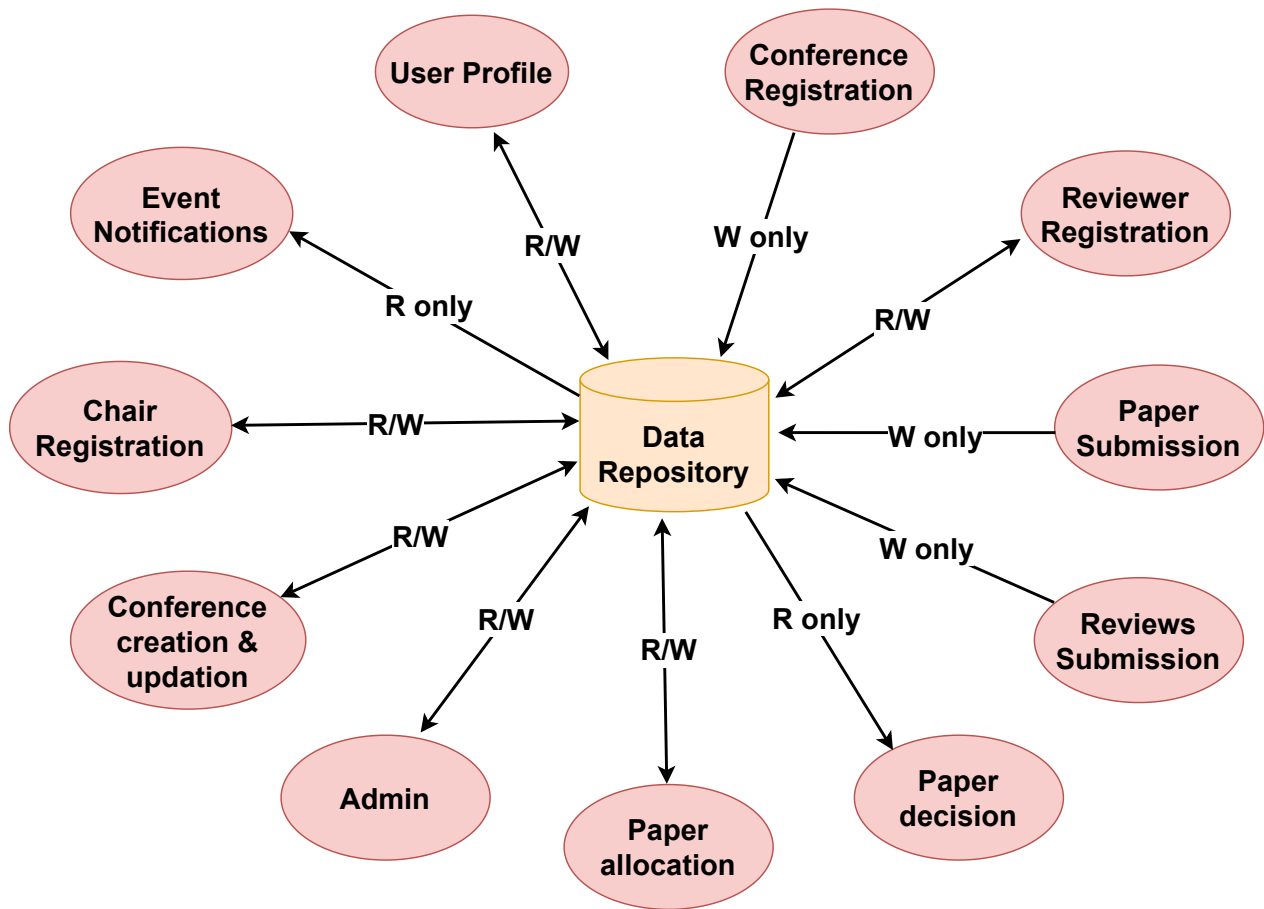 User Profile
Conference
Registration
Event
Notifications
Reviewer
Registration
R/W
W only
R only
R/W
Chair
Registration
R/W
Data
Repository
W only
Paper
Submission
R/W
W only
Conference
creation &
updation
R/W
R/W
R only
Reviews
Submission
Admin
Paper
allocation
Paper
decision